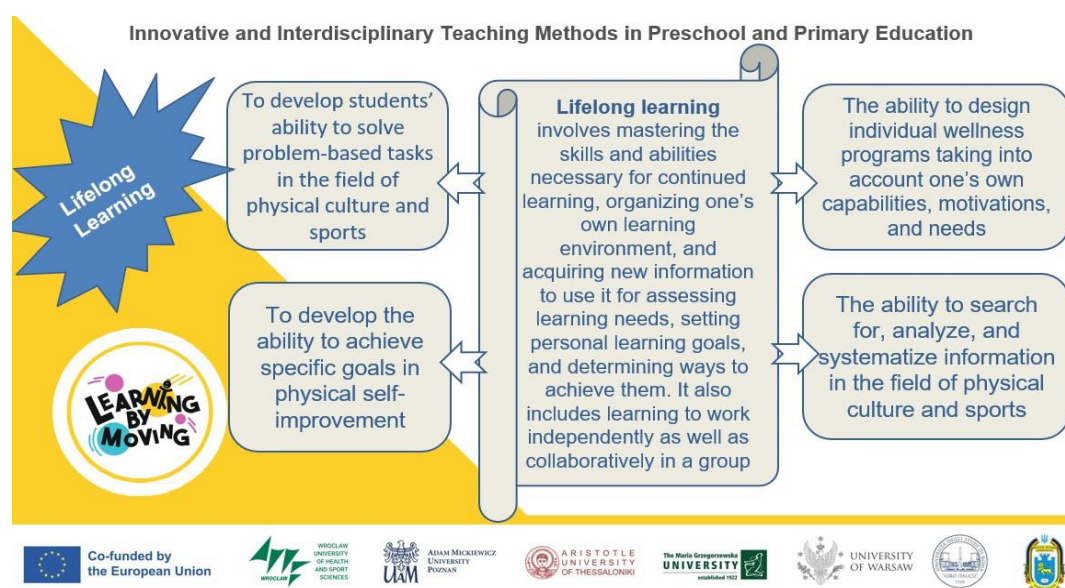 Innovative and Interdisciplinary Teaching Methods in Preschool and Primary Education
Lifelong
Learning
To develop students'
ability to solve
problem-based tasks
in the field of
physical culture and
sports
To develop the
ability to achieve
specific goals in
physical self-
improvement
Lifelong learning
involves mastering the
skills and abilities
necessary for continued
learning, organizing one's
own learning
environment, and
acquiring new information
to use it for assessing
learning needs, setting
personal learning goals,
and determining ways to
achieve them. It also
includes learning to work
independently as well as
collaboratively in a group
The ability to design
individual wellness
programs taking into
account one's own
capabilities, motivations,
and needs
The ability to search
for, analyze, and
systematize information
in the field of physical
culture and sports
LEARNING
BY
MOVING
Co-funded by
the European Union
WROCLAW
WROCLAW
UNIVERSITY
OF HEALTH
AND SPORT
SCIENCES
UAM
ADAM MICKIEWICZ
UNIVERSITY
POZNAŃ
ARISTOTLE
UNIVERSITY
OF THESSALONIKI
The Maria Grzegorzewska
UNIVERSITY
established 1922
UNIVERSITY
OF WARSAW